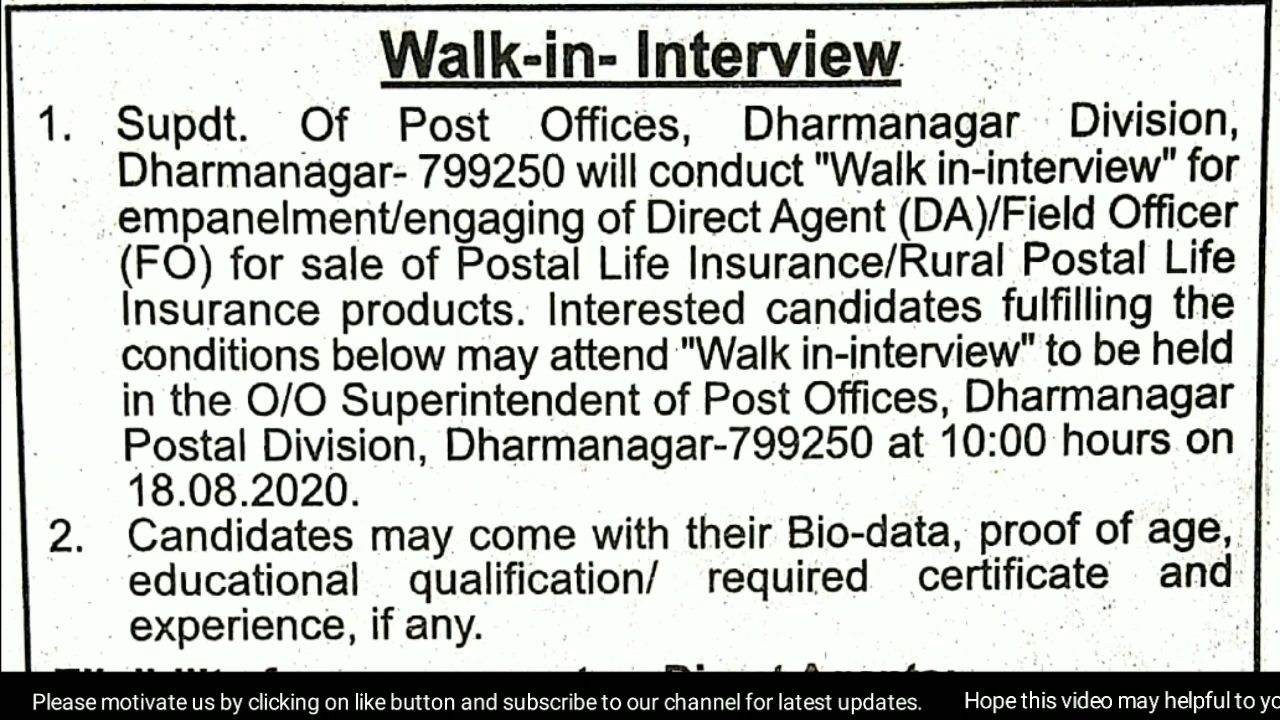 Walk-in- Interview
1. Supdt. Of Post Offices, Dharmanagar Division,
Dharmanagar- 799250 will conduct "Walk in-interview" for
empanelment/engaging of Direct Agent (DA)/Field Officer
(FO) for sale of Postal Life Insurance/Rural Postal Life
Insurance products. Interested candidates fulfilling the
conditions below may attend "Walk in-interview" to be held
in the O/O Superintendent of Post Offices, Dharmanagar
Postal Division, Dharmanagar-799250 at 10:00 hours on
18.08.2020.
2. Candidates may come with their Bio-data, proof of age,
educational qualification/ required certificate and
experience, if any.
Please motivate us by clicking on like button and subscribe to our channel for latest updates. Hope this video may helpful to